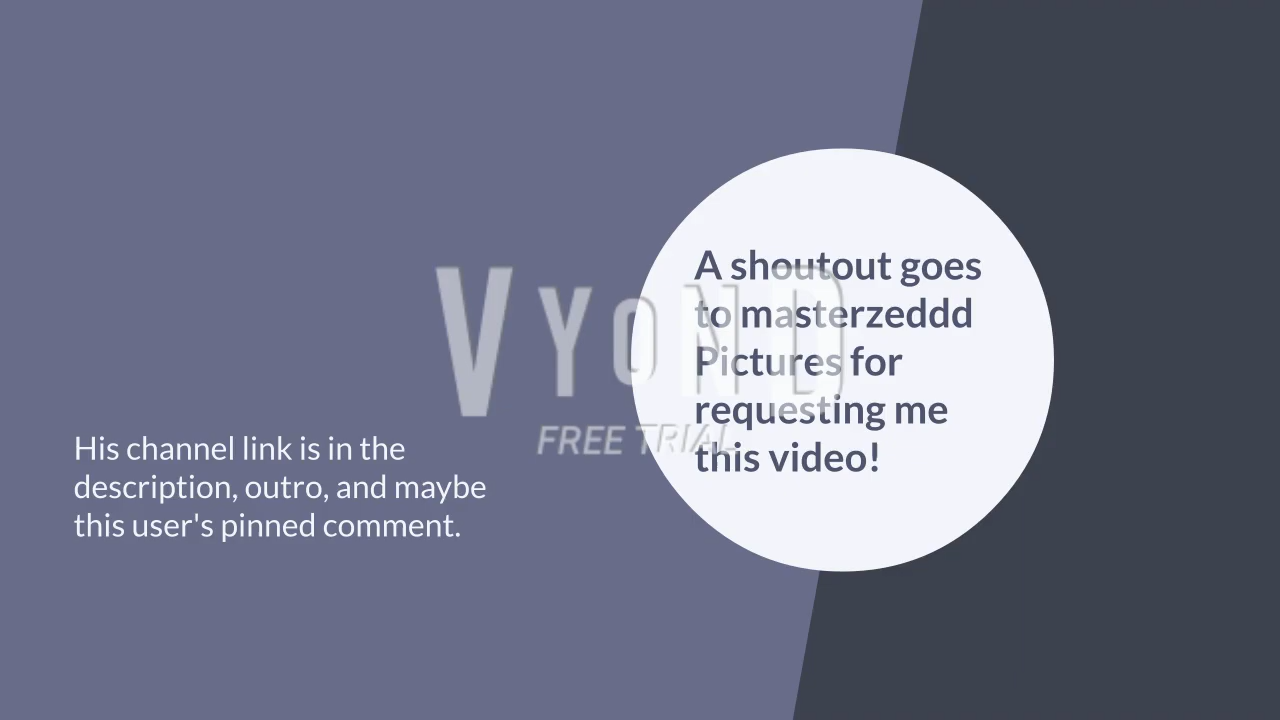 A shoutout goes
to masterzeddd
Pictures for
requesting me
this video!
VYOND
FREE TRIAL
His channel link is in the
description, outro, and maybe
this user's pinned comment.